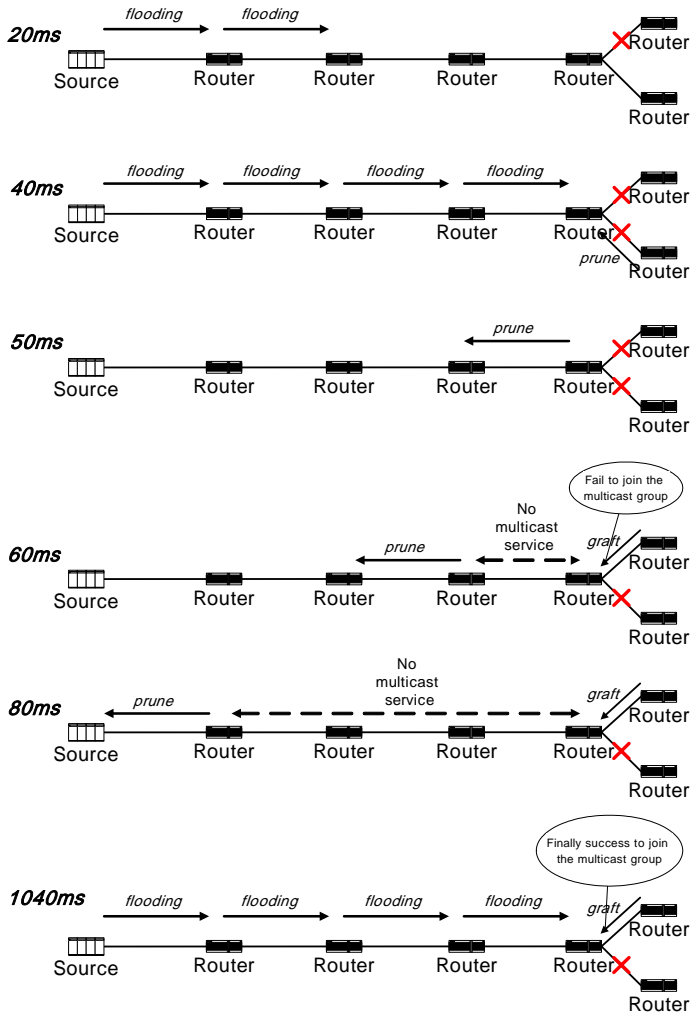 flooding flooding
20ms
Router
Source Router Router Router Router
Router
flooding flooding flooding flooding
40ms
Router
Source Router Router Router Router
prune Router
50ms prune
Router
Source Router Router Router Router
Router
Fail to join the
multicast group
No
multicast
service
60ms prune graft
Router
Source Router Router Router Router
Router
No
multicast
service
80ms prune graft
Router
Source Router Router Router Router
Router
Finally success to join
the multicast group
1040ms flooding flooding flooding flooding graft
Router
Source Router Router Router Router
Router